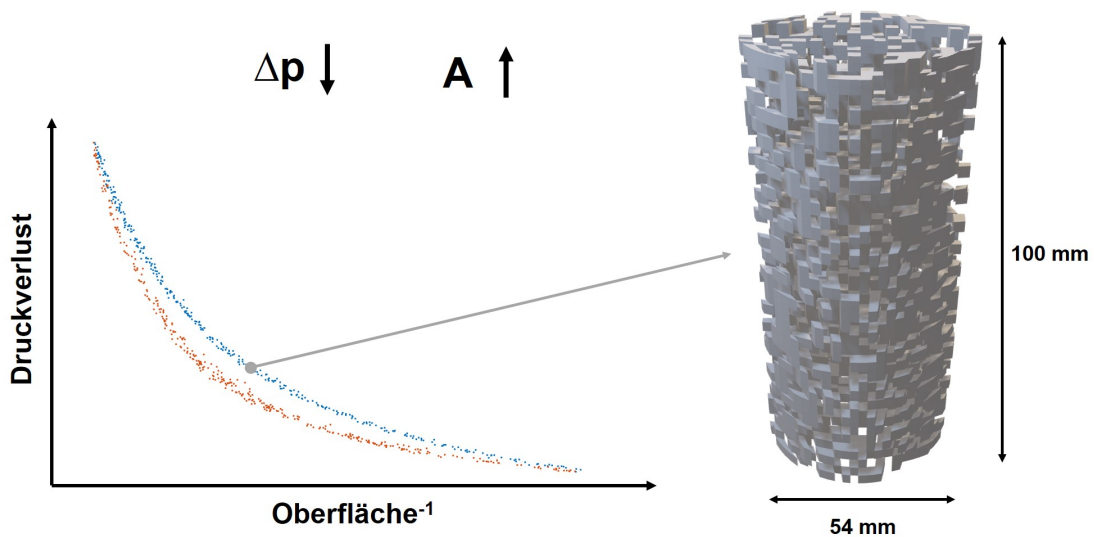 Δp ↓ A ↑
Druckverlust
Oberfläche⁻¹
100 mm
54 mm